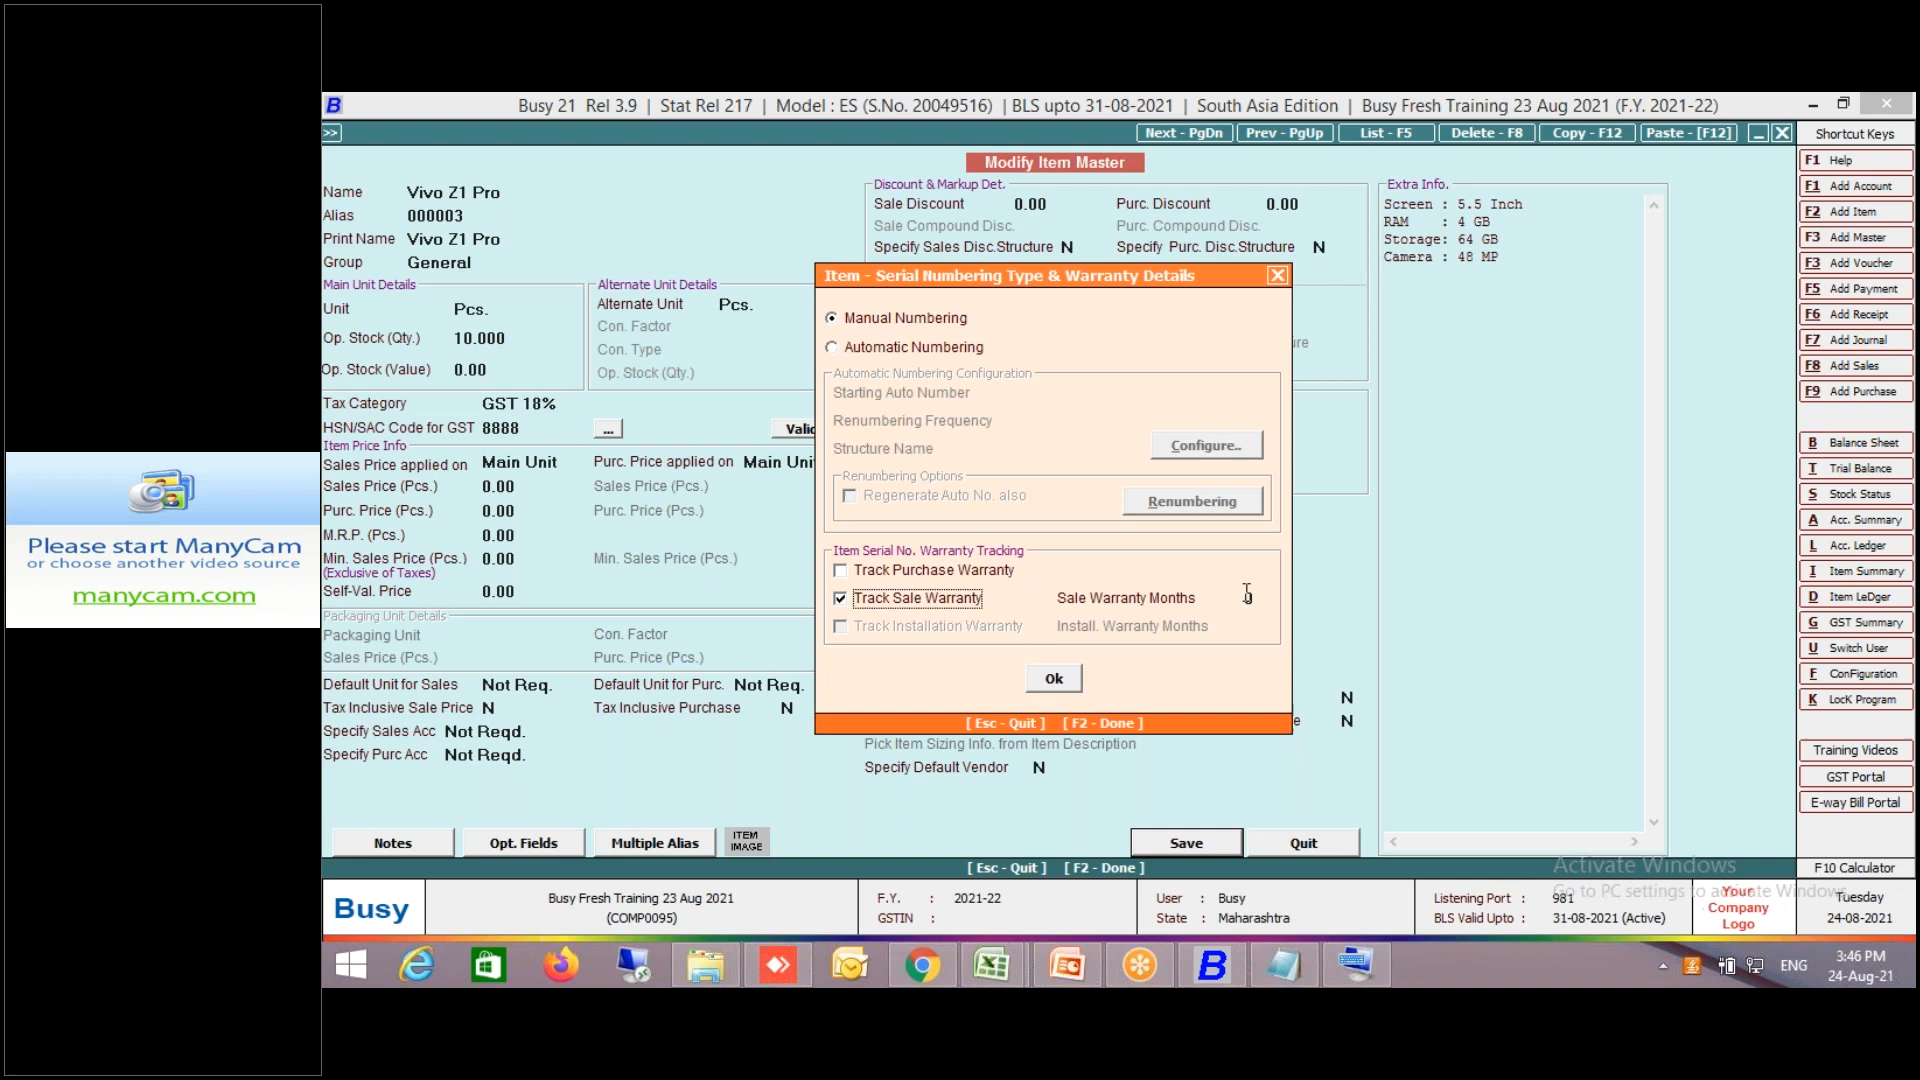 B Busy 21 Rel 3.9 | Stat Rel 217 | Model : ES (S.No. 20049516) | BLS upto 31-08-2021 | South Asia Edition | Busy Fresh Training 23 Aug 2021 (F.Y. 2021-22)
>> Next - PgDn Prev - PgUp List - F5 Delete - F8 Copy - F12 Paste - [F12]
Modify Item Master
Name Vivo Z1 Pro
Alias 000003
Print Name Vivo Z1 Pro
Group General
Main Unit Details
Unit Pcs.
Op. Stock (Qty.) 10.000
Op. Stock (Value) 0.00
Alternate Unit Details
Alternate Unit Pcs.
Con. Factor
Con. Type
Op. Stock (Qty.)
Tax Category GST 18%
HSN/SAC Code for GST 8888 ... Valid
Item Price Info
Sales Price applied on Main Unit Purc. Price applied on Main Uni
Sales Price (Pcs.) 0.00 Sales Price (Pcs.)
Purc. Price (Pcs.) 0.00 Purc. Price (Pcs.)
M.R.P. (Pcs.) 0.00
Min. Sales Price (Pcs.) 0.00 Min. Sales Price (Pcs.)
(Exclusive of Taxes)
Self-Val. Price 0.00
Packaging Unit Details
Packaging Unit Con. Factor
Sales Price (Pcs.) Purc. Price (Pcs.)
Default Unit for Sales Not Req. Default Unit for Purc. Not Req.
Tax Inclusive Sale Price N Tax Inclusive Purchase N
Specify Sales Acc Not Reqd.
Specify Purc Acc Not Reqd.
Discount & Markup Det.
Sale Discount 0.00 Purc. Discount 0.00
Sale Compound Disc. Purc. Compound Disc.
Specify Sales Disc.Structure N Specify Purc. Disc.Structure N
ure
Item - Serial Numbering Type & Warranty Details
Manual Numbering
Automatic Numbering
Automatic Numbering Configuration
Starting Auto Number
Renumbering Frequency
Structure Name Configure..
Renumbering Options
Regenerate Auto No. also Renumbering
Item Serial No. Warranty Tracking
Track Purchase Warranty
Track Sale Warranty Sale Warranty Months
Track Installation Warranty Install. Warranty Months
Ok
[ Esc - Quit ] [ F2 - Done ]
N
e N
Pick Item Sizing Info. from Item Description
Specify Default Vendor N
Extra Info.
Screen : 5.5 Inch
RAM : 4 GB
Storage: 64 GB
Camera : 48 MP
Notes Opt. Fields Multiple Alias ITEM IMAGE Save Quit
[ Esc - Quit ] [ F2 - Done ]
Shortcut Keys
F1 Help
F1 Add Account
F2 Add Item
F3 Add Master
F3 Add Voucher
F5 Add Payment
F6 Add Receipt
F7 Add Journal
F8 Add Sales
F9 Add Purchase
B Balance Sheet
T Trial Balance
S Stock Status
A Acc. Summary
L Acc. Ledger
I Item Summary
D Item LeDger
G GST Summary
U Switch User
F ConFiguration
K LocK Program
Training Videos
GST Portal
E-way Bill Portal
F10 Calculator
Activate Windows
Go to PC settings to activate Windows.
Busy
Busy Fresh Training 23 Aug 2021
(COMP0095)
F.Y. : 2021-22
GSTIN :
User : Busy
State : Maharashtra
Listening Port : 981
BLS Valid Upto : 31-08-2021 (Active)
Your
Company
Logo
Tuesday
24-08-2021
ENG
3:46 PM
24-Aug-21
Please start ManyCam
or choose another video source
manycam.com